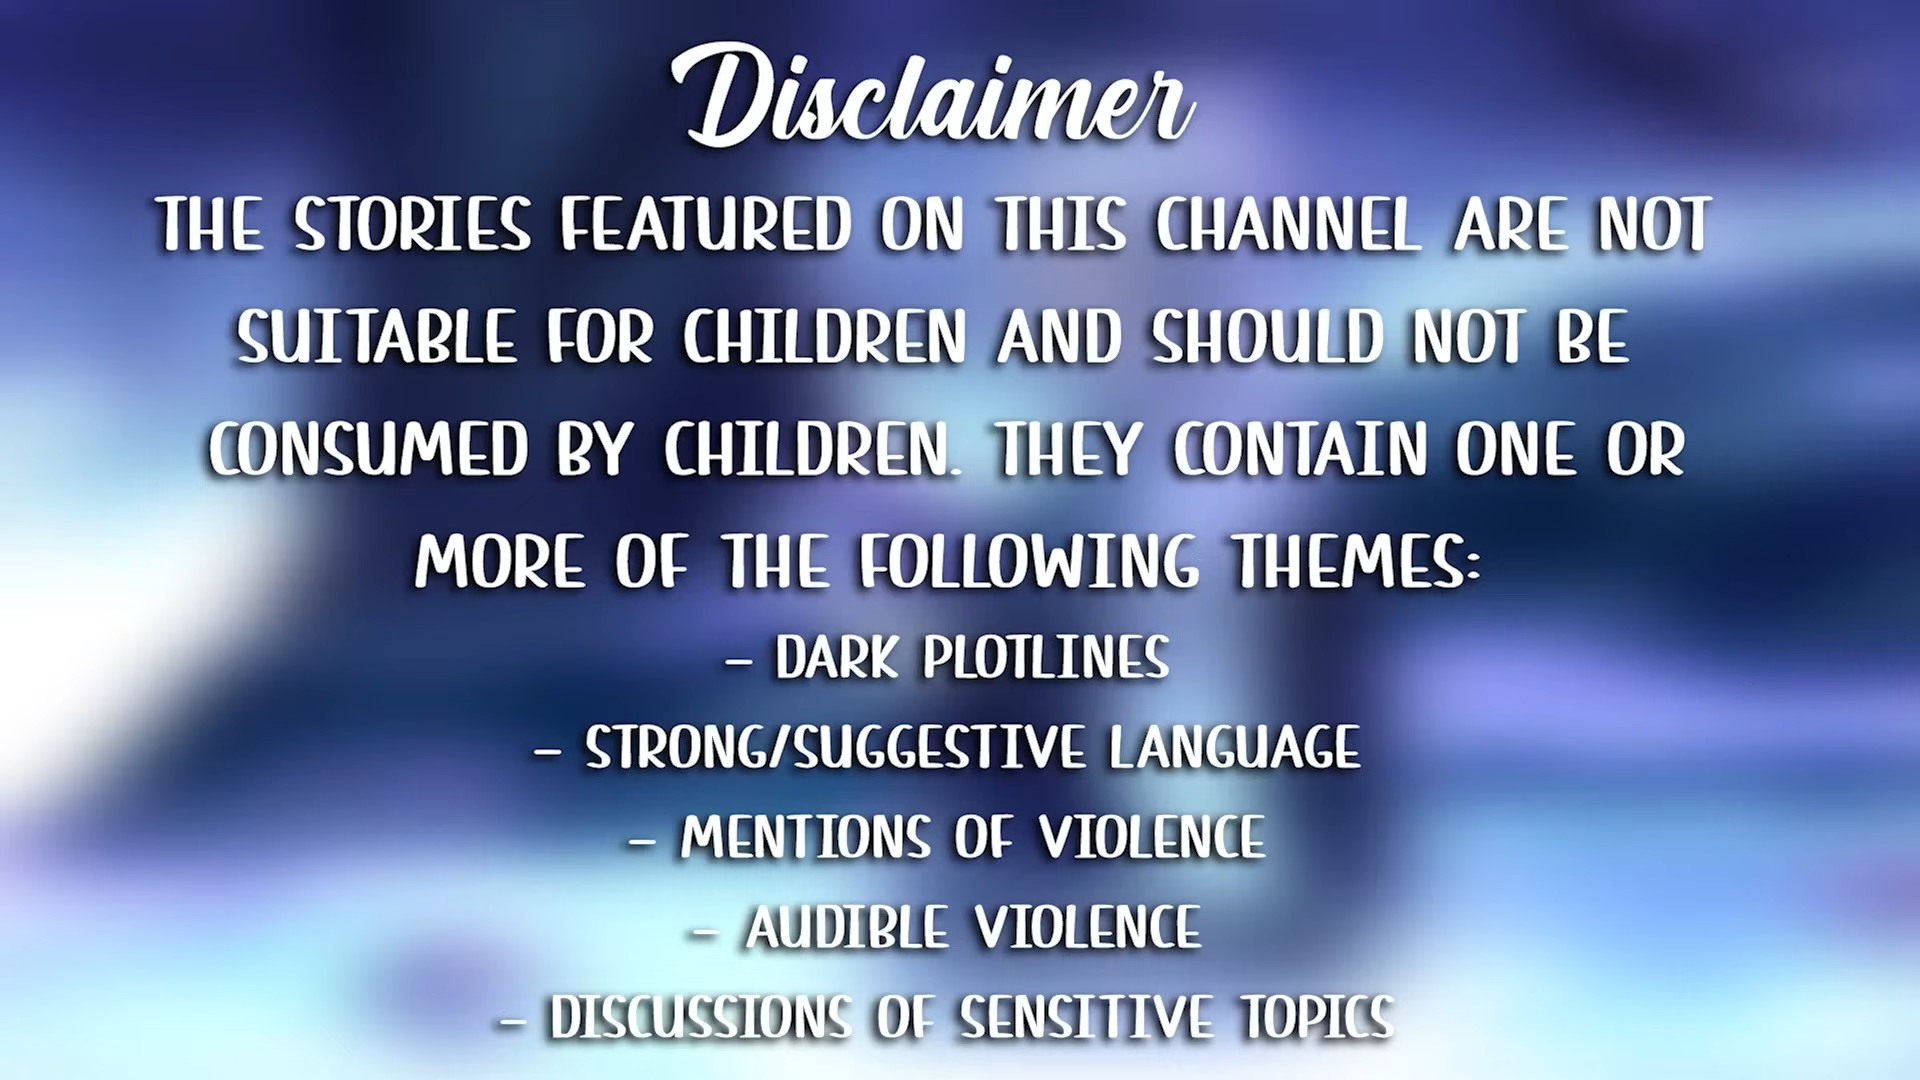 Disclaimer
THE STORIES FEATURED ON THIS CHANNEL ARE NOT
SUITABLE FOR CHILDREN AND SHOULD NOT BE
CONSUMED BY CHILDREN. THEY CONTAIN ONE OR
MORE OF THE FOLLOWING THEMES:
- DARK PLOTLINES
- STRONG/SUGGESTIVE LANGUAGE
- MENTIONS OF VIOLENCE
- AUDIBLE VIOLENCE
- DISCUSSIONS OF SENSITIVE TOPICS